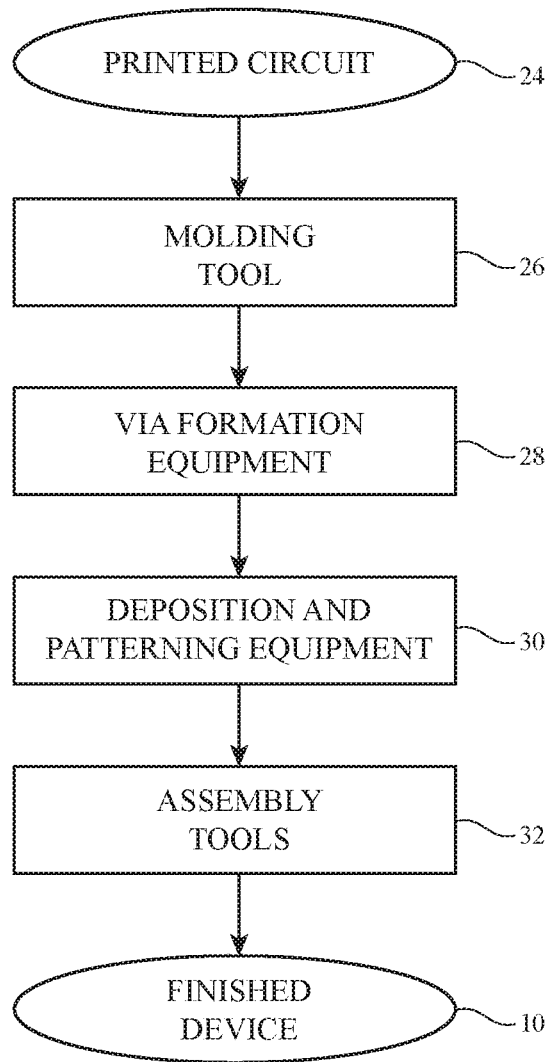 PRINTED CIRCUIT
24
MOLDING
TOOL
26
VIA FORMATION
EQUIPMENT
28
DEPOSITION AND
PATTERNING EQUIPMENT
30
ASSEMBLY
TOOLS
32
FINISHED
DEVICE
10